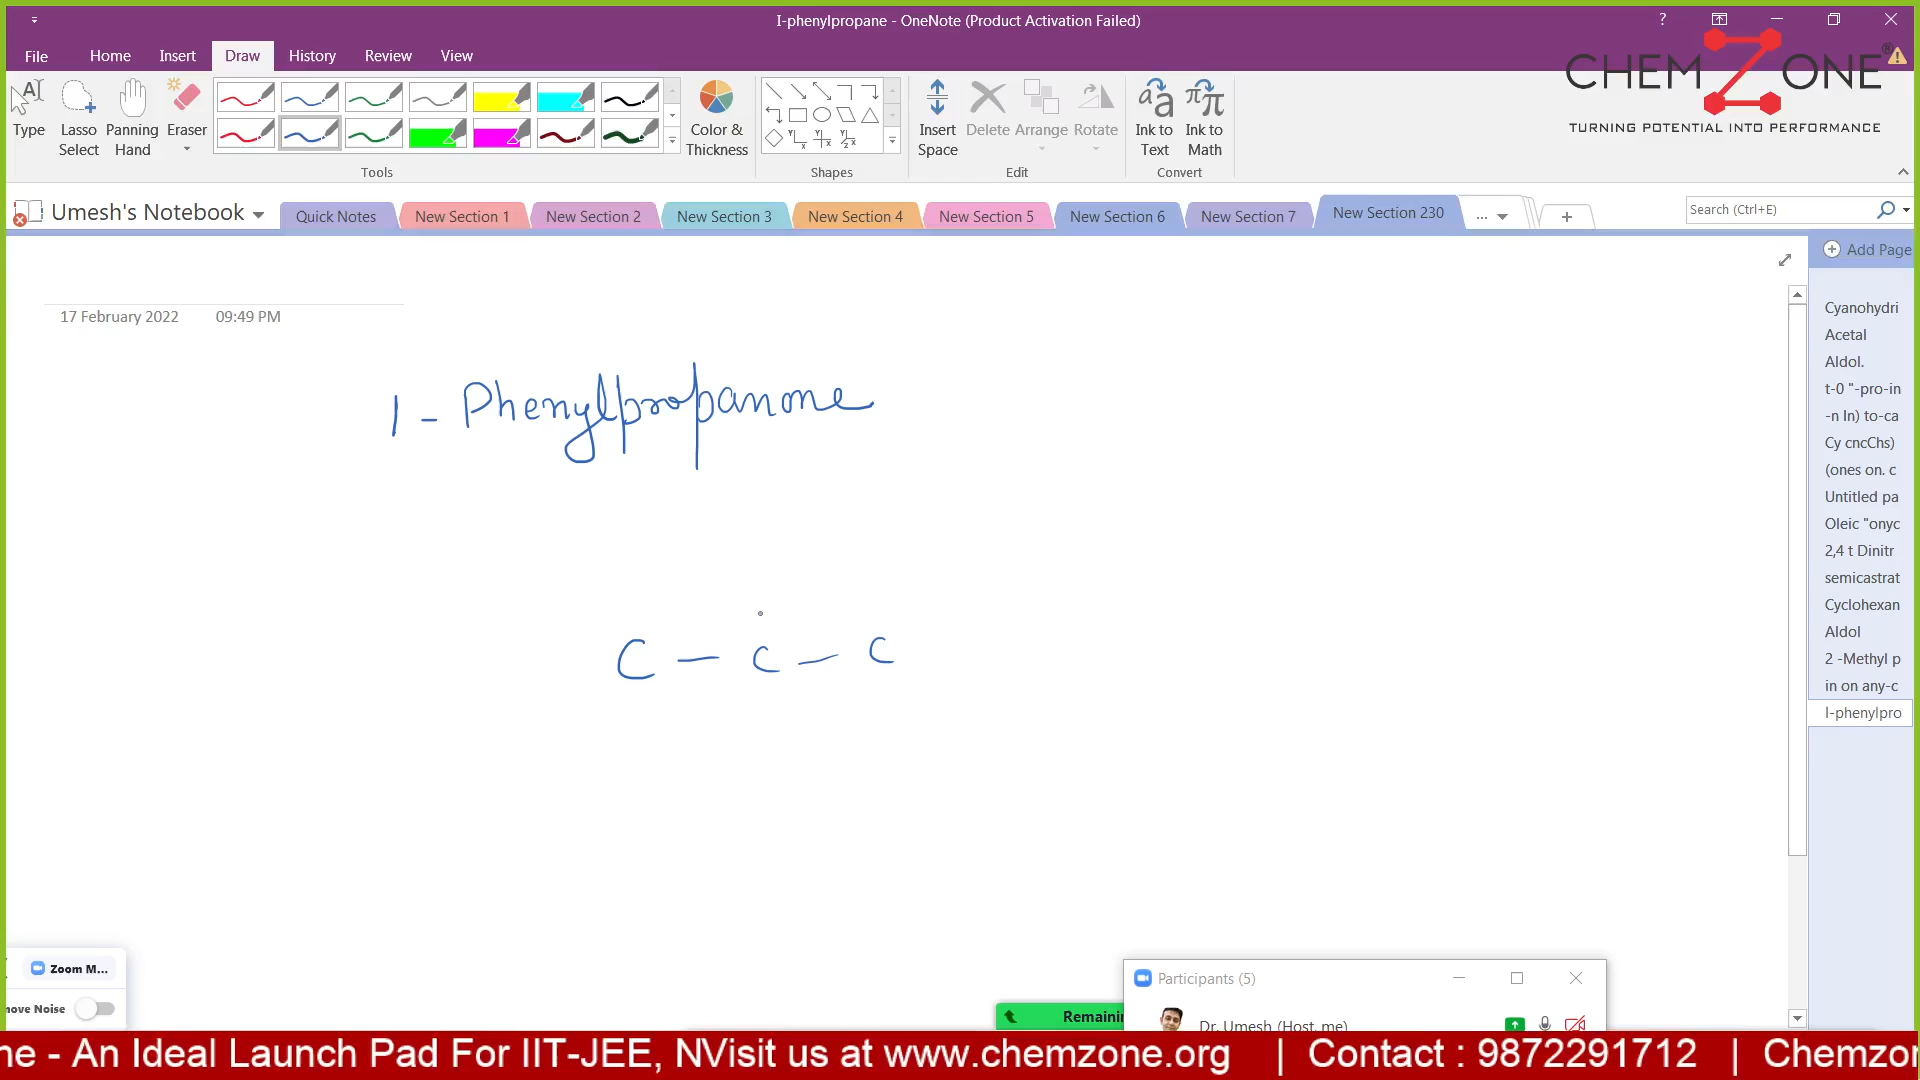 I-phenylpropane - OneNote (Product Activation Failed)
?
File Home Insert Draw History Review View
CHEMZONE®
TURNING POTENTIAL INTO PERFORMANCE
Type
Lasso Select
Panning Hand
Eraser
Color & Thickness
Insert Space
Delete
Arrange
Rotate
Ink to Text
Ink to Math
Tools
Shapes
Edit
Convert
Umesh's Notebook
Quick Notes
New Section 1
New Section 2
New Section 3
New Section 4
New Section 5
New Section 6
New Section 7
New Section 230
...
Search (Ctrl+E)
Add Page
17 February 2022 09:49 PM
1 - Phenylpropanone
C - C - C
Cyanohydri
Acetal
Aldol.
t-0 "-pro-in
-n In) to-ca
Cy cncChs)
(ones on. c
Untitled pa
Oleic "onyc
2,4 t Dinitr
semicastrat
Cyclohexan
Aldol
2 -Methyl p
in on any-c
I-phenylpro
Zoom M...
move Noise
Remainin
Participants (5)
Dr. Umesh (Host, me)
ne - An Ideal Launch Pad For IIT-JEE, NVisit us at www.chemzone.org | Contact : 9872291712 | Chemzor